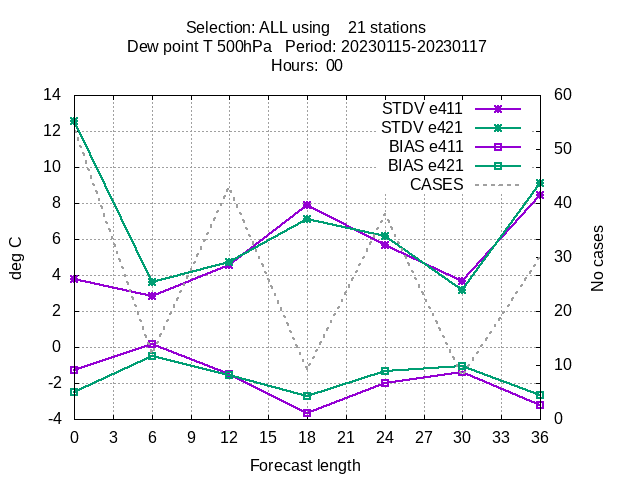 Selection: ALL using 21 stations
Dew point T 500hPa Period: 20230115-20230117
Hours: 00
14
12
10
8
6
4
2
0
-2
-4
60
50
40
30
20
10
0
deg C
No cases
STDV e411
STDV e421
BIAS e411
BIAS e421
CASES
0 3 6 9 12 15 18 21 24 27 30 33 36
Forecast length